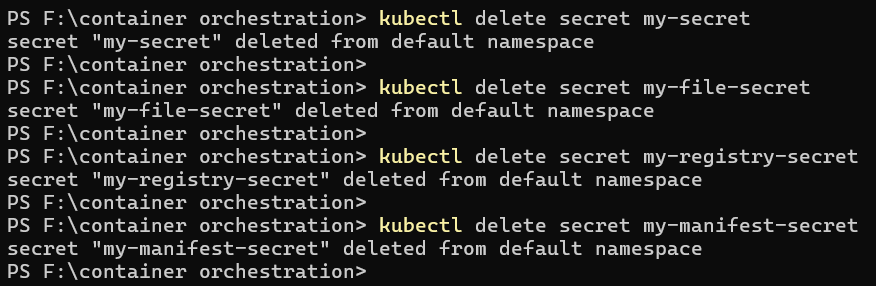 PS F:\container orchestration> kubectl delete secret my-secret
secret "my-secret" deleted from default namespace
PS F:\container orchestration>
PS F:\container orchestration> kubectl delete secret my-file-secret
secret "my-file-secret" deleted from default namespace
PS F:\container orchestration>
PS F:\container orchestration> kubectl delete secret my-registry-secret
secret "my-registry-secret" deleted from default namespace
PS F:\container orchestration>
PS F:\container orchestration> kubectl delete secret my-manifest-secret
secret "my-manifest-secret" deleted from default namespace
PS F:\container orchestration>